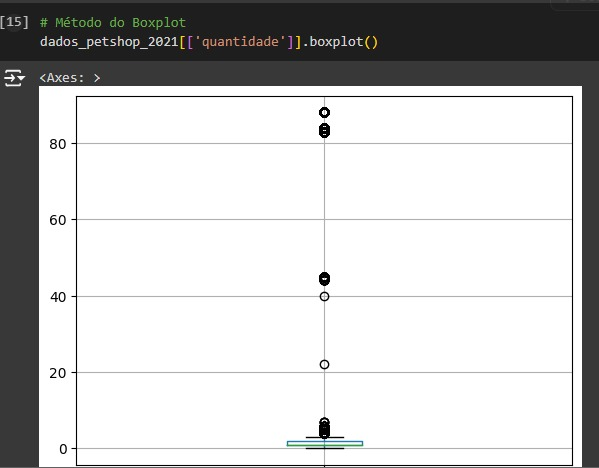 [15] # Método do Boxplot
dados_petshop_2021[['quantidade']].boxplot()
<Axes: >
80
60
40
20
0